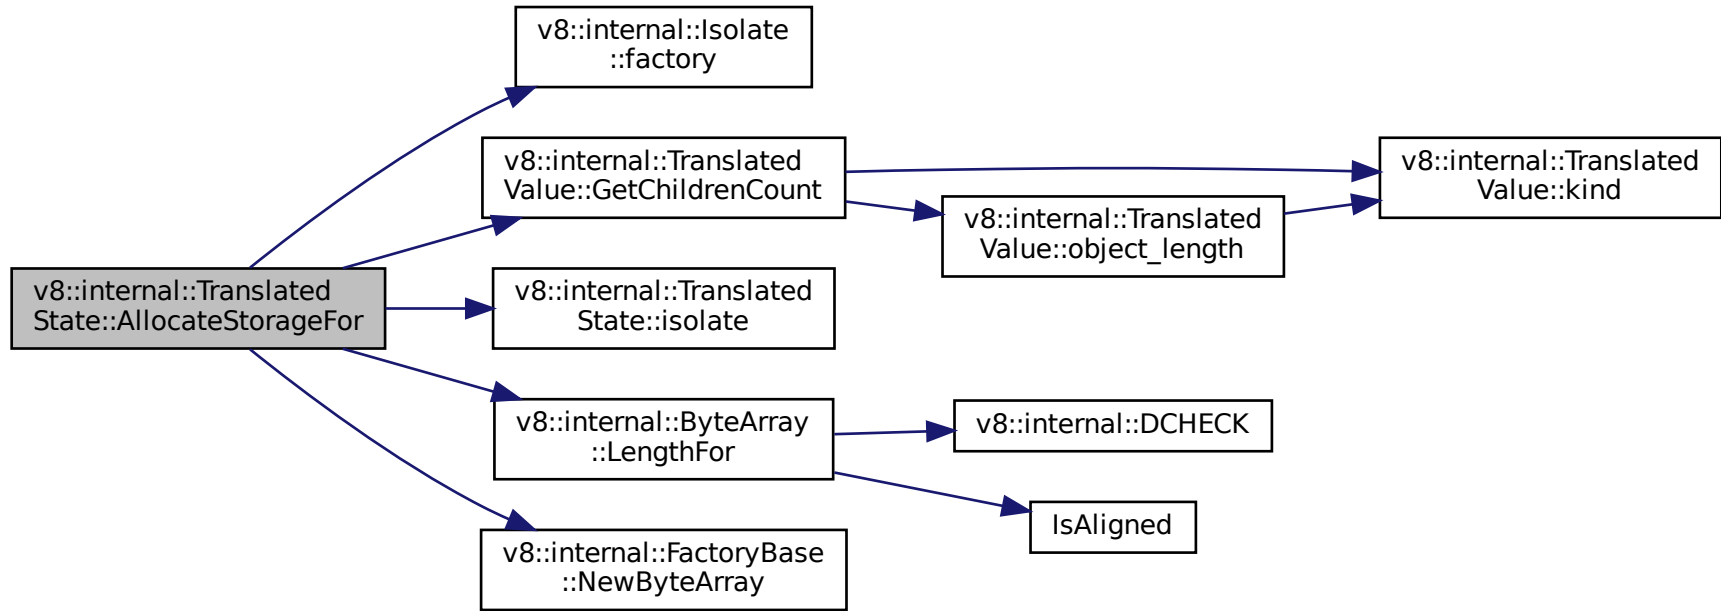 v8::internal::Isolate
::factory
v8::internal::Translated
Value::GetChildrenCount
v8::internal::Translated
Value::kind
v8::internal::Translated
Value::object_length
v8::internal::Translated
State::AllocateStorageFor
v8::internal::Translated
State::isolate
v8::internal::ByteArray
::LengthFor
v8::internal::DCHECK
IsAligned
v8::internal::FactoryBase
::NewByteArray